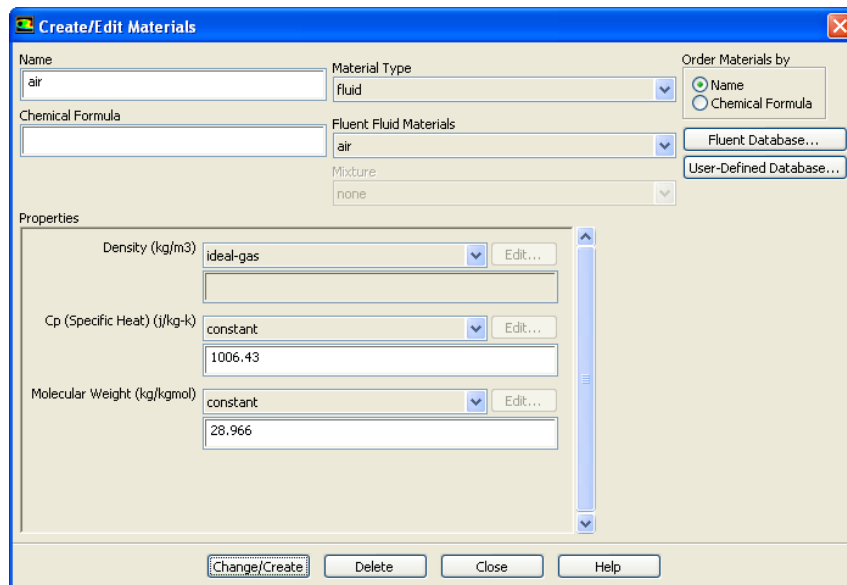 Create/Edit Materials
Name
air
Chemical Formula
Material Type
fluid
Fluent Fluid Materials
air
Mixture
none
Order Materials by
Name
Chemical Formula
Fluent Database...
User-Defined Database...
Properties
Density (kg/m3)
ideal-gas
Edit...
Cp (Specific Heat) (j/kg-k)
constant
Edit...
1006.43
Molecular Weight (kg/kgmol)
constant
Edit...
28.966
Change/Create
Delete
Close
Help